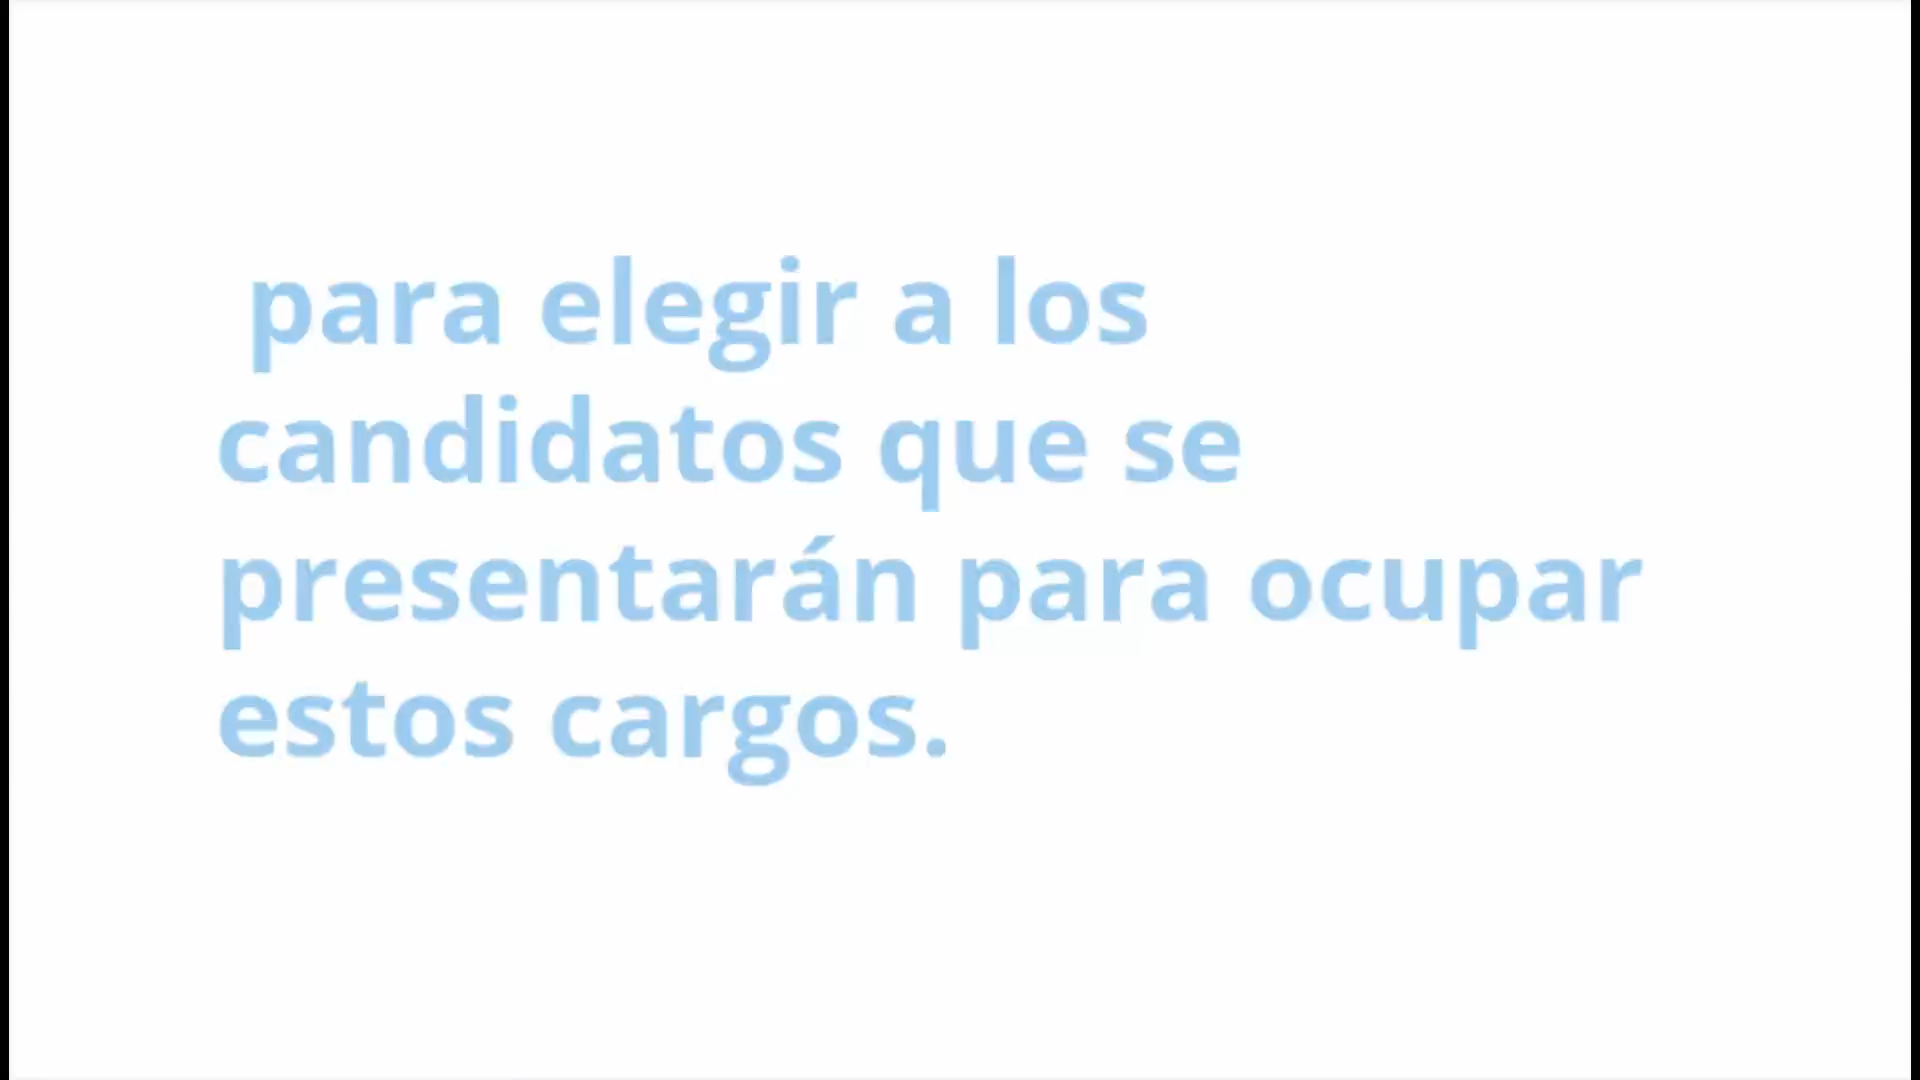 para elegir a los
candidatos que se
presentarán para ocupar
estos cargos.